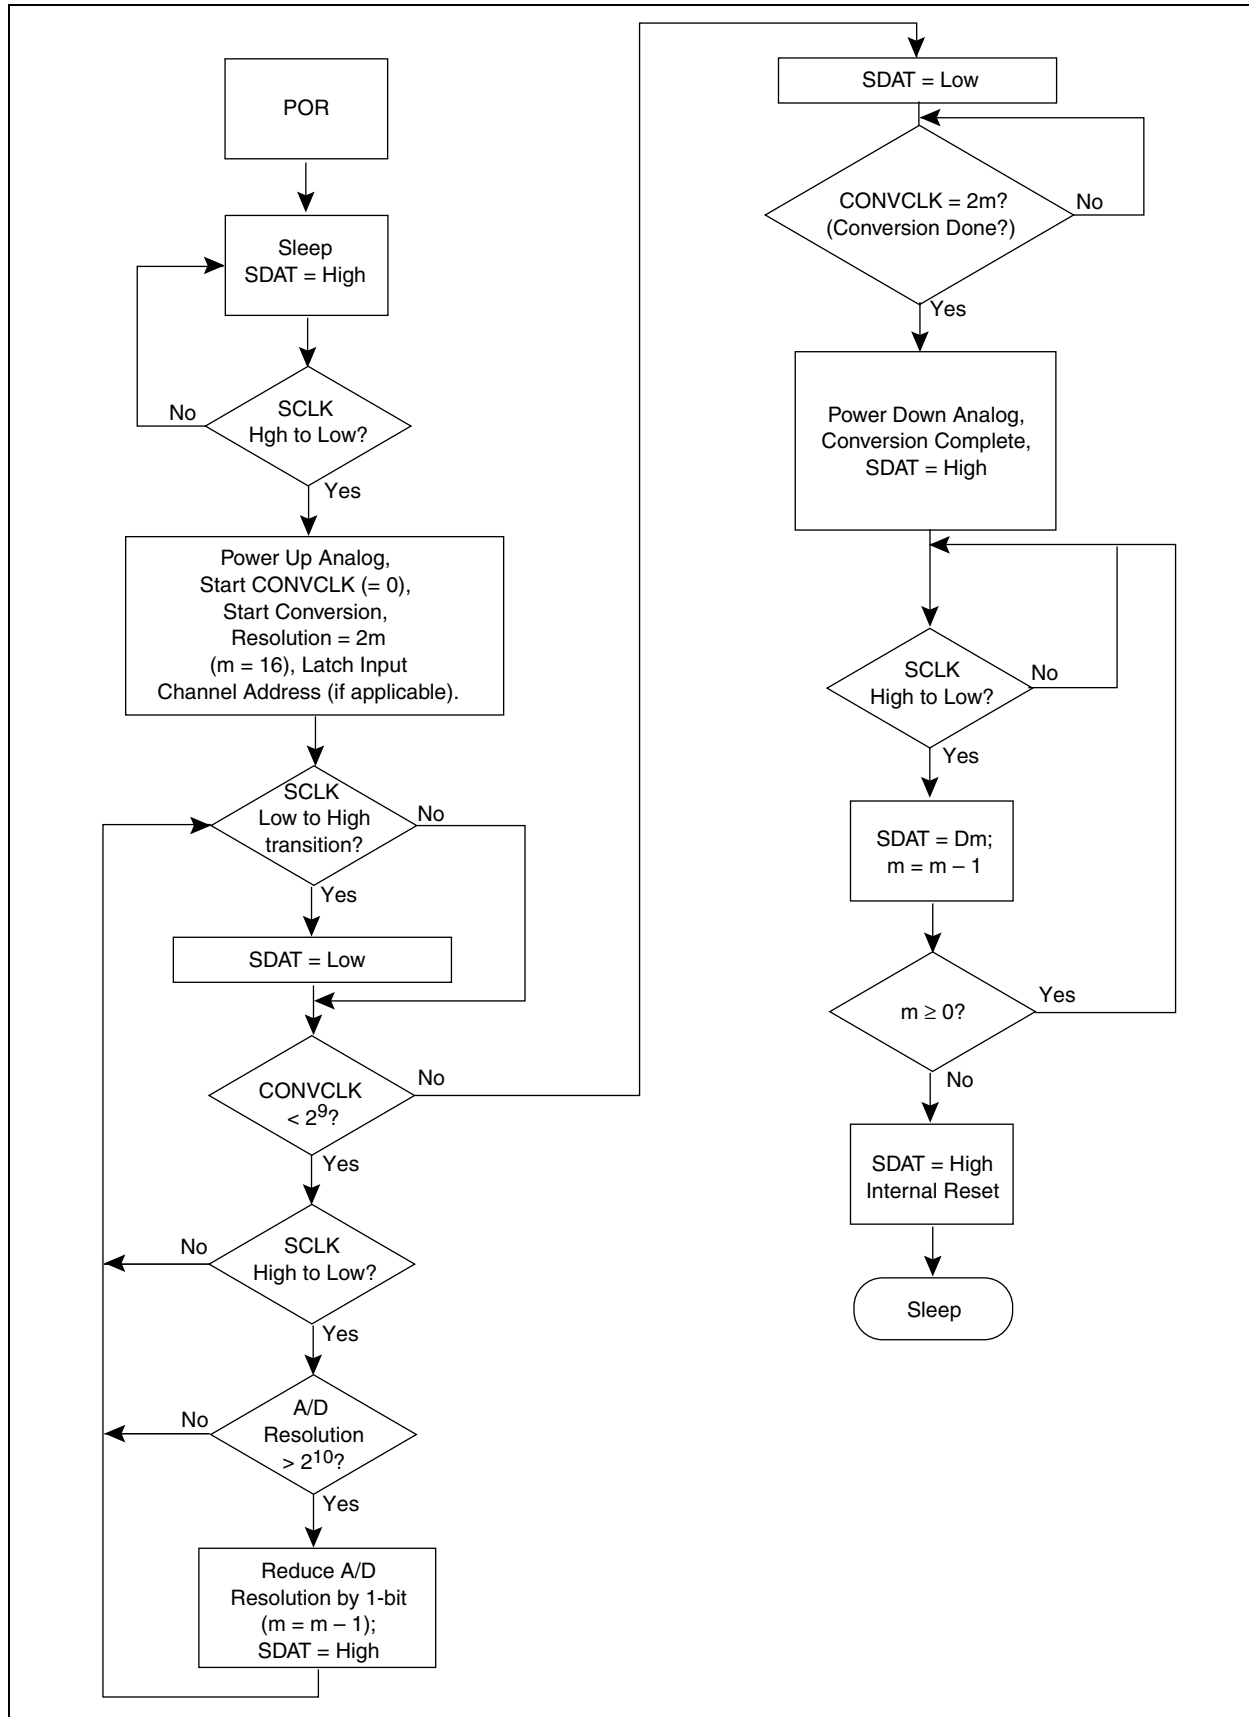 POR
Sleep
SDAT = High
SCLK
Hgh to Low?
No
Yes
Power Up Analog,
Start CONVCLK (= 0),
Start Conversion,
Resolution = 2m
(m = 16), Latch Input
Channel Address (if applicable).
SCLK
Low to High
transition?
No
Yes
SDAT = Low
CONVCLK
< 2⁹?
No
Yes
SCLK
High to Low?
No
Yes
A/D
Resolution
> 2¹⁰?
No
Yes
Reduce A/D
Resolution by 1-bit
(m = m – 1);
SDAT = High
SDAT = Low
CONVCLK = 2m?
(Conversion Done?)
No
Yes
Power Down Analog,
Conversion Complete,
SDAT = High
SCLK
High to Low?
No
Yes
SDAT = Dm;
m = m – 1
m ≥ 0?
Yes
No
SDAT = High
Internal Reset
Sleep